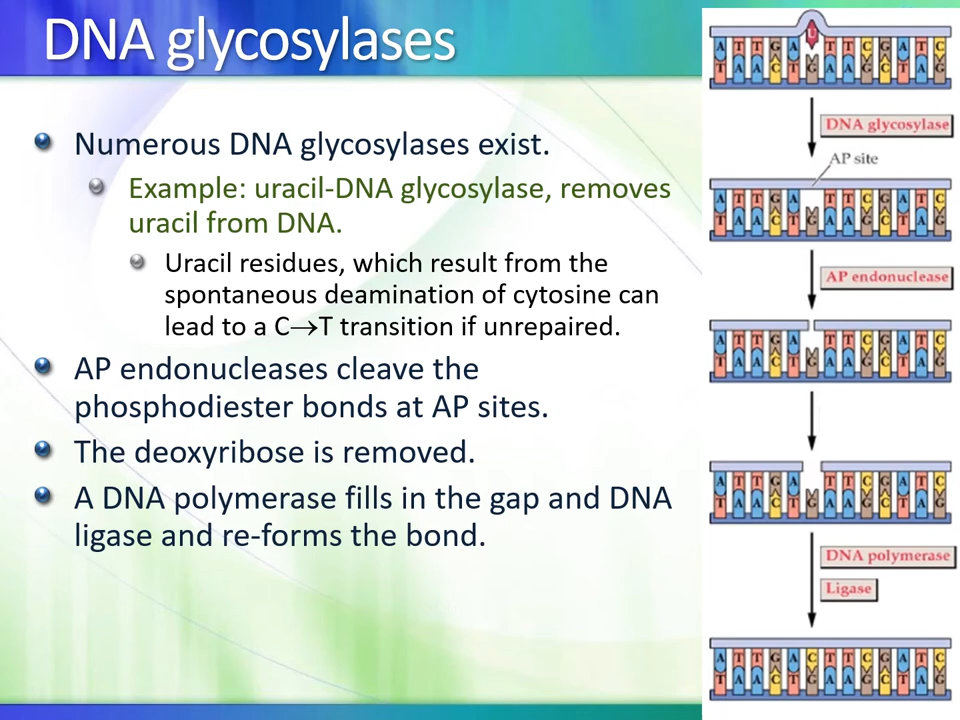 DNA glycosylases
Numerous DNA glycosylases exist.
Example: uracil-DNA glycosylase, removes
uracil from DNA.
Uracil residues, which result from the
spontaneous deamination of cytosine can
lead to a C→T transition if unrepaired.
AP endonucleases cleave the
phosphodiester bonds at AP sites.
The deoxyribose is removed.
A DNA polymerase fills in the gap and DNA
ligase and re-forms the bond.
A T T G A U T T C G A T C
T A A C T G A A G C T A G
DNA glycosylase
AP site
A T T G A T T C G A T C
T A A C T G A A G C T A G
AP endonuclease
A T T G A T T C G A T C
T A A C T G A A G C T A G
A T T G A T T C G A T C
T A A C T G A A G C T A G
DNA polymerase
Ligase
A T T G A C T T C G A T C
T A A C T G A A G C T A G